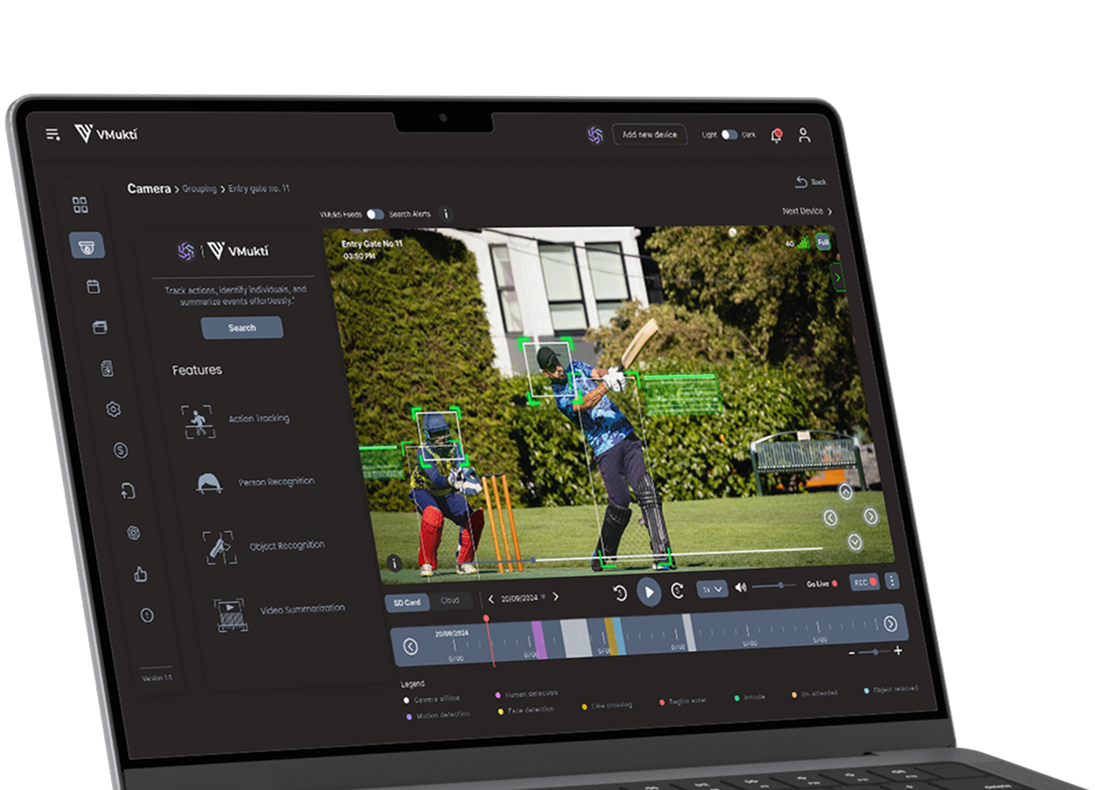 VMukti
Add new device
Light
Dark
Camera > Grouping > Entry gate no. 11
Back
VMukti Feeds
Search Alerts
Next Device >
VMukti
Track actions, identify individuals, and
summarize events effortlessly."
Search
Features
Action Tracking
Person Recognition
Object Recognition
Video Summarization
Version 1.0
Entry Gate No 11
03:50 PM
4G
Full
SD Card
Cloud
20/09/2024
1x
Go Live
REC
20/09/2024
Legend
Camera offline
Human detection
Motion detection
Face detection
Line crossing
Region enter
Intrude
Un-attended
Object removed
delete